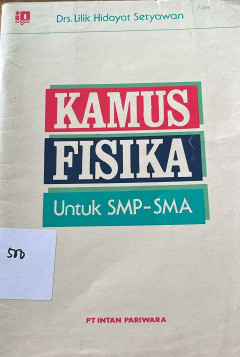 Drs. Lilik Hidayat Setyawan
KAMUS
FISIKA
Untuk SMP-SMA
PT INTAN PARIWARA